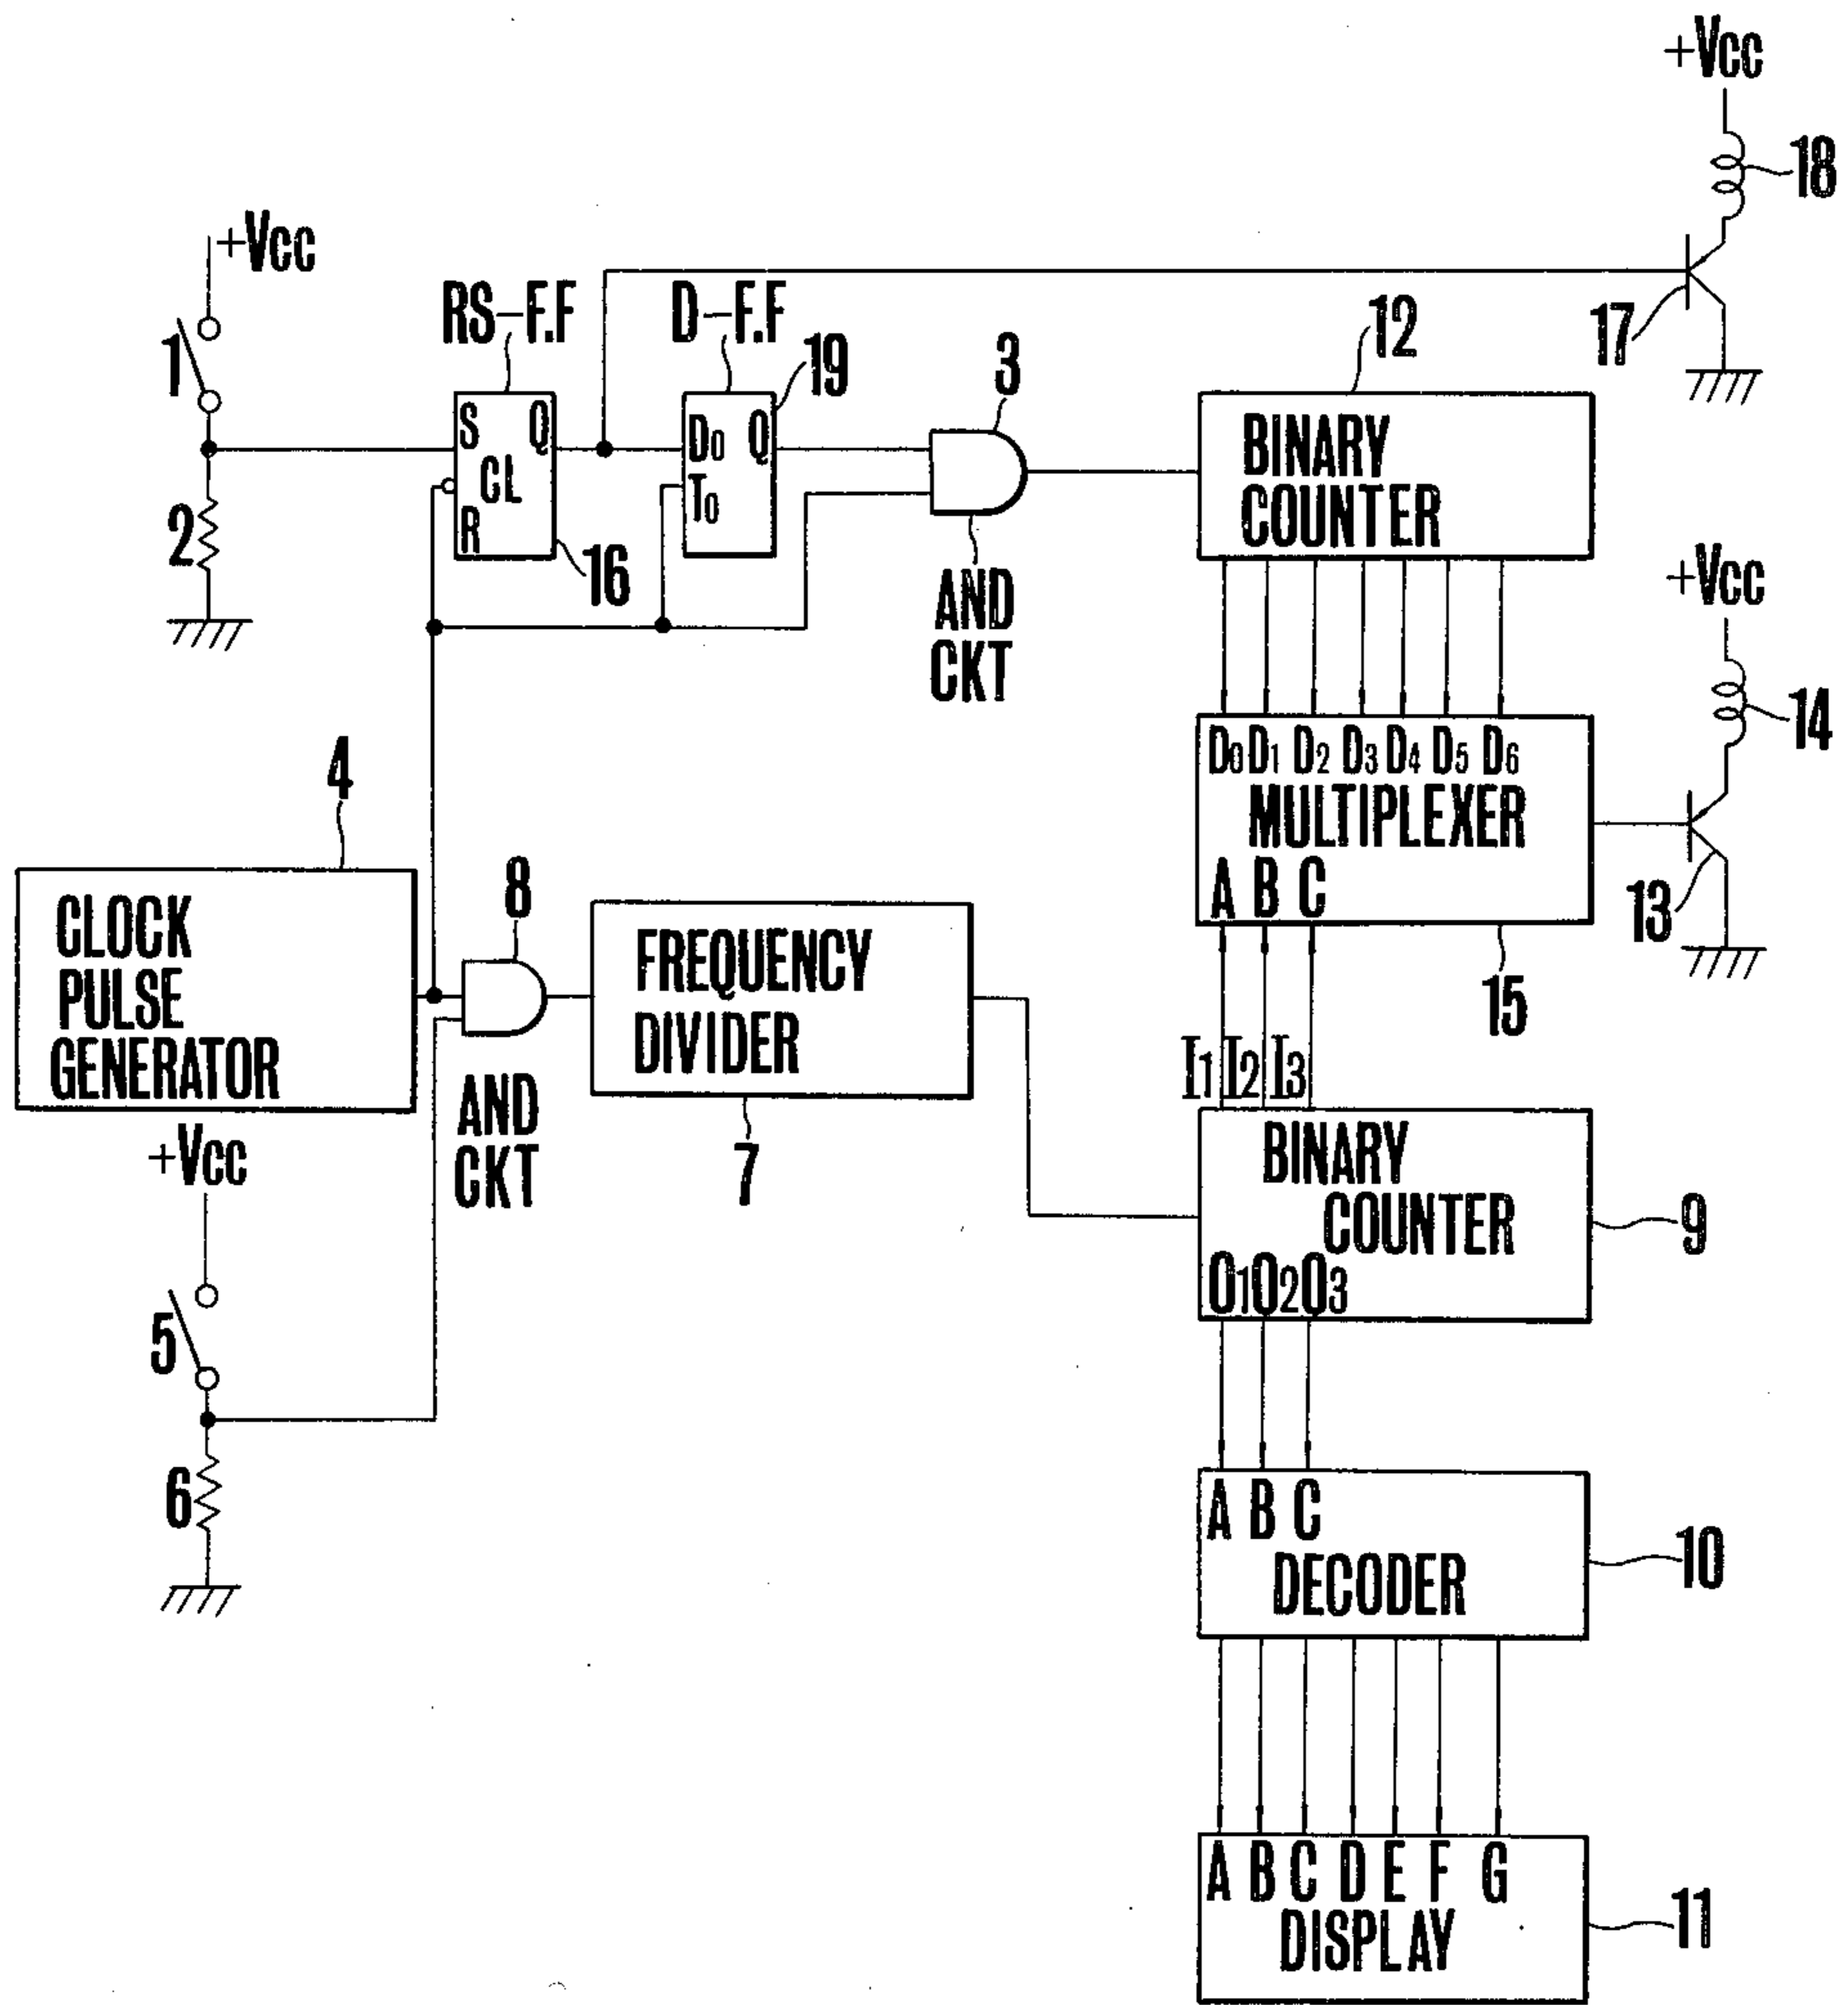 +Vcc
18
+Vcc
RS-F.F
D-F.F
12
17
1
19
3
S Q
CL
R
D0 Q
T0
BINARY
COUNTER
2
16
AND
CKT
+Vcc
14
D0 D1 D2 D3 D4 D5 D6
MULTIPLEXER
A B C
4
8
13
CLOCK
PULSE
GENERATOR
FREQUENCY
DIVIDER
15
I1 I2 I3
AND
CKT
7
+Vcc
BINARY
COUNTER
9
O1 O2 O3
5
6
A B C
DECODER
10
A B C D E F G
DISPLAY
11